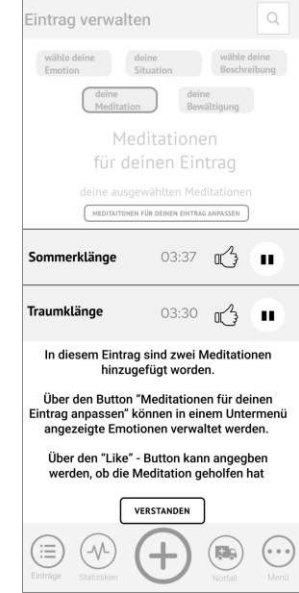 Eintrag verwalten
wähle deine
Emotion
deine
Situation
wähle deine
Beschreibung
deine
Meditation
deine
Bewältigung
Meditationen
für deinen Eintrag
deine ausgewählten Meditationen
MEDITAITONEN FÜR DEINEN EINTRAG ANPASSEN
Sommerklänge 03:37
Traumklänge 03:30
In diesem Eintrag sind zwei Meditationen
hinzugefügt worden.
Über den Button "Meditationen für deinen
Eintrag anpassen" können in einem Untermenü
angezeigte Emotionen verwaltet werden.
Über den "Like" - Button kann angegben
werden, ob die Meditation geholfen hat
VERSTANDEN
Einträge Statistiken Notfall Menü